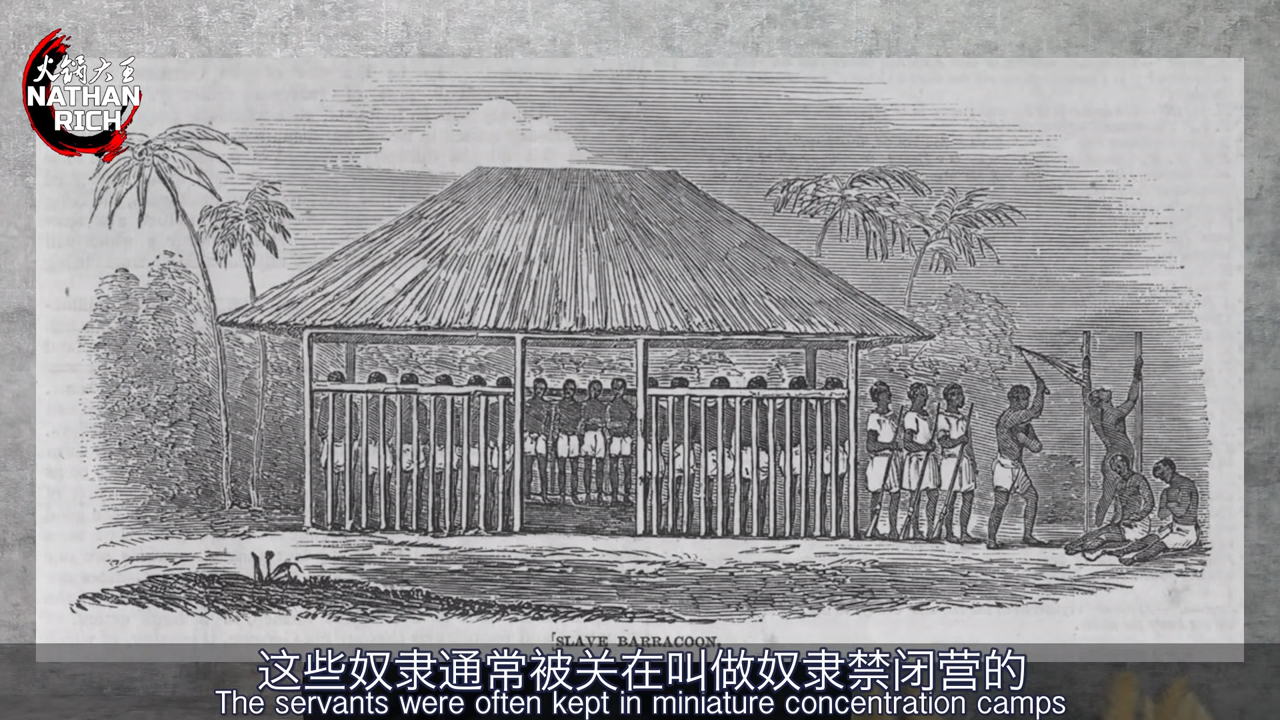 火锅大王
NATHAN
RICH
SLAVE BARRACOON.
这些奴隶通常被关在叫做奴隶禁闭营的
The servants were often kept in miniature concentration camps